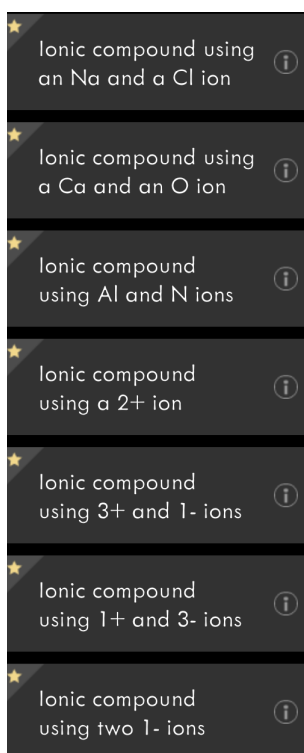 Ionic compound using
an Na and a Cl ion
Ionic compound using
a Ca and an O ion
Ionic compound
using Al and N ions
Ionic compound
using a 2+ ion
Ionic compound
using 3+ and 1- ions
Ionic compound
using 1+ and 3- ions
Ionic compound
using two 1- ions